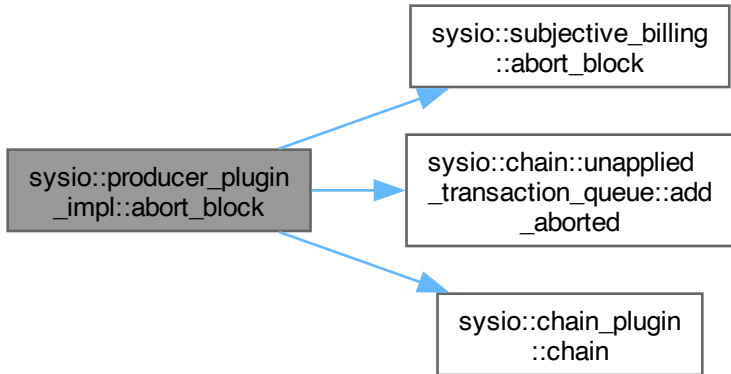 sysio::subjective_billing
::abort_block
sysio::producer_plugin
_impl::abort_block
sysio::chain::unapplied
_transaction_queue::add
_aborted
sysio::chain_plugin
::chain